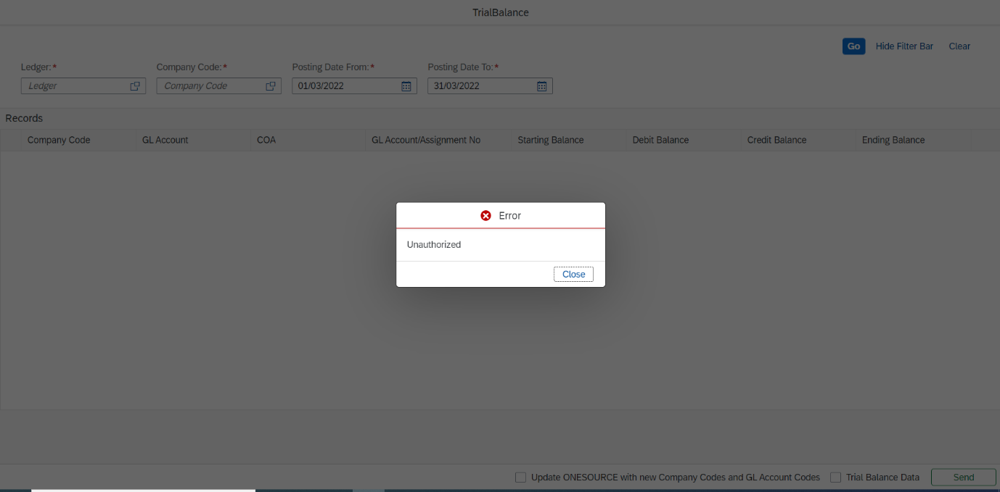 TrialBalance
Go Hide Filter Bar Clear
Ledger:* Company Code:* Posting Date From:* Posting Date To:*
Ledger Company Code 01/03/2022 31/03/2022
Records
Company Code GL Account COA GL Account/Assignment No Starting Balance Debit Balance Credit Balance Ending Balance
Error
Unauthorized
Close
Update ONESOURCE with new Company Codes and GL Account Codes Trial Balance Data Send